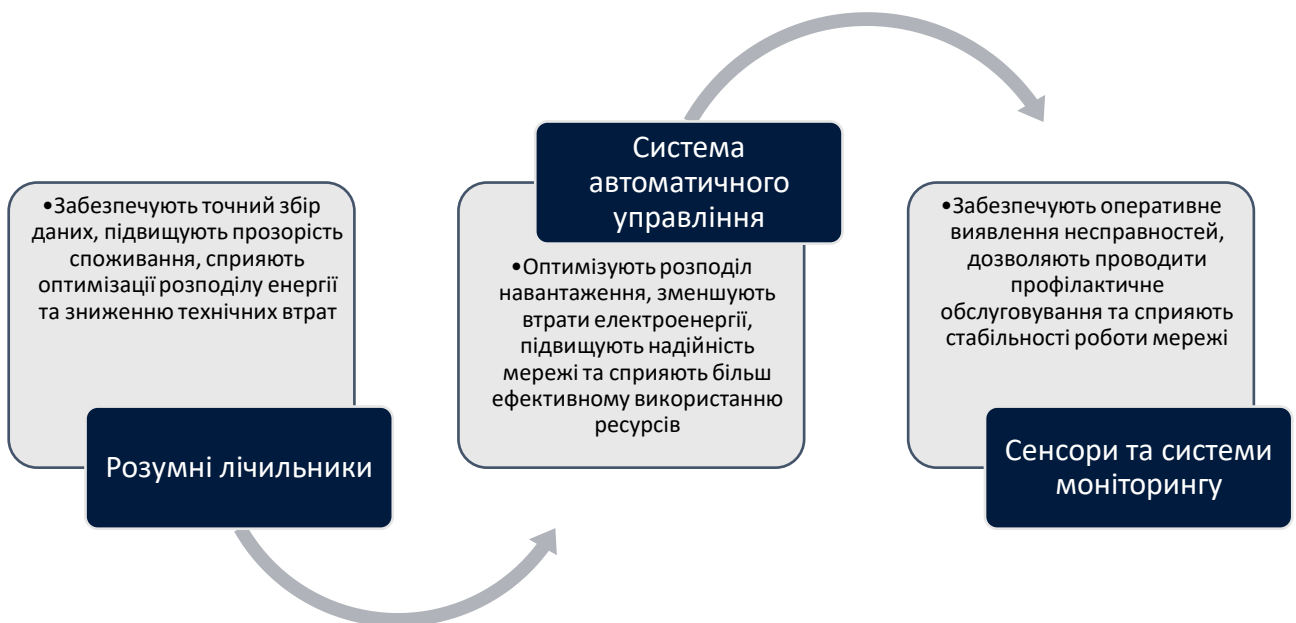 •Забезпечують точний збір
даних, підвищують прозорість
споживання, сприяють
оптимізації розподілу енергії
та зниженню технічних втрат
Розумні лічильники
Система
автоматичного
управління
•Оптимізують розподіл
навантаження, зменшують
втрати електроенергії,
підвищують надійність
мережі та сприяють більш
ефективному використанню
ресурсів
•Забезпечують оперативне
виявлення несправностей,
дозволяють проводити
профілактичне
обслуговування та сприяють
стабільності роботи мережі
Сенсори та системи
моніторингу